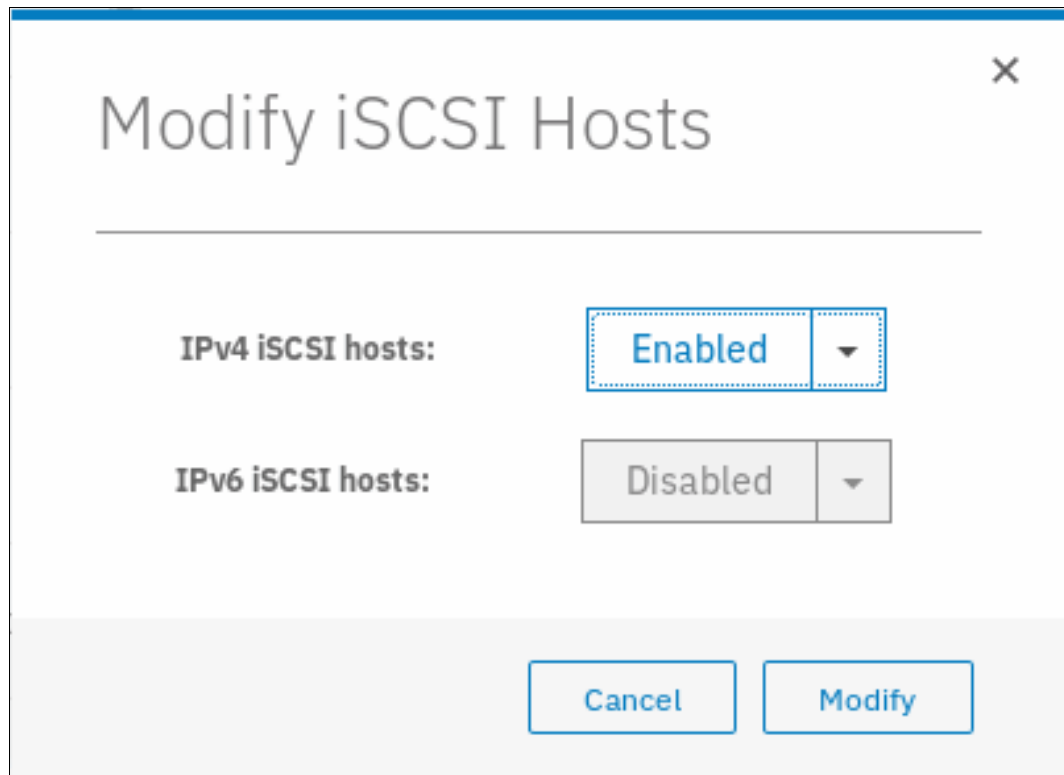 Modify iSCSI Hosts
IPv4 iSCSI hosts: Enabled
IPv6 iSCSI hosts: Disabled
Cancel Modify